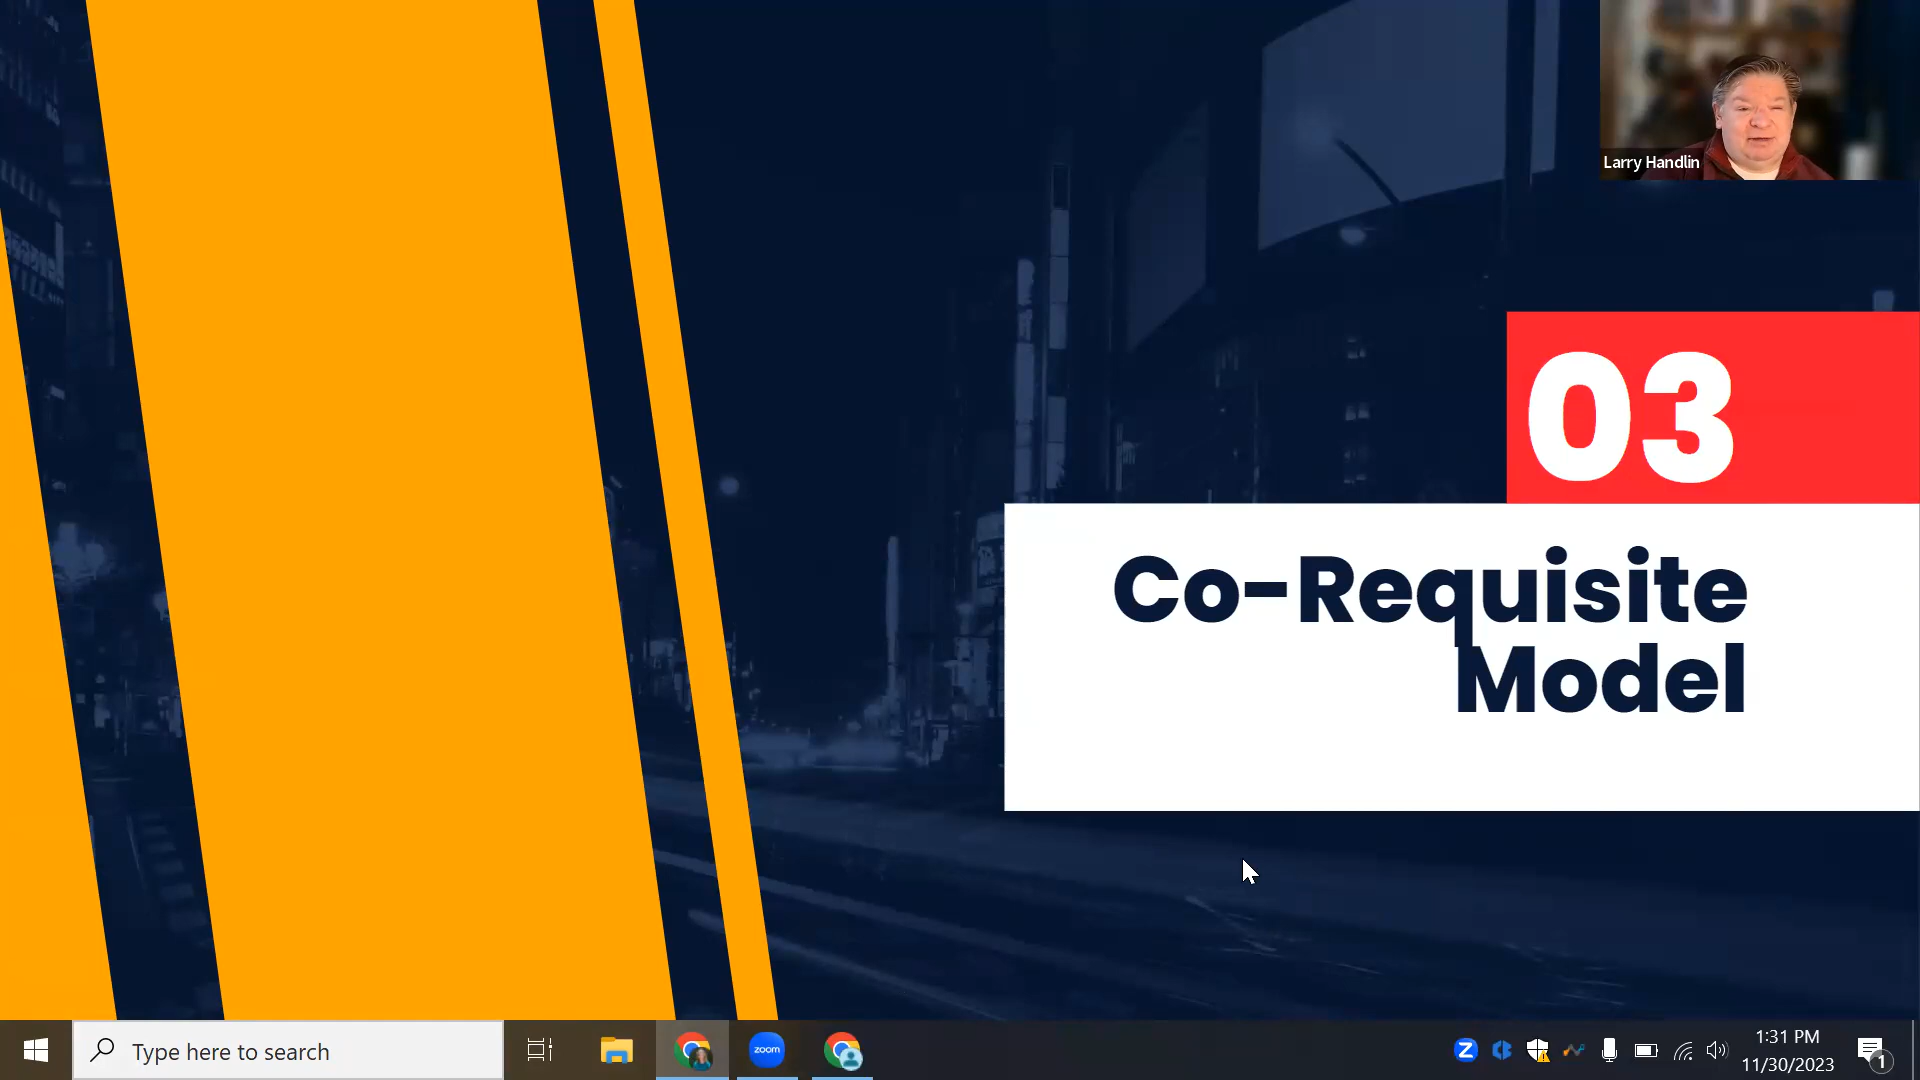 Larry Handlin
03
Co-Requisite
Model
Type here to search
zoom
Z
1:31 PM
11/30/2023
1